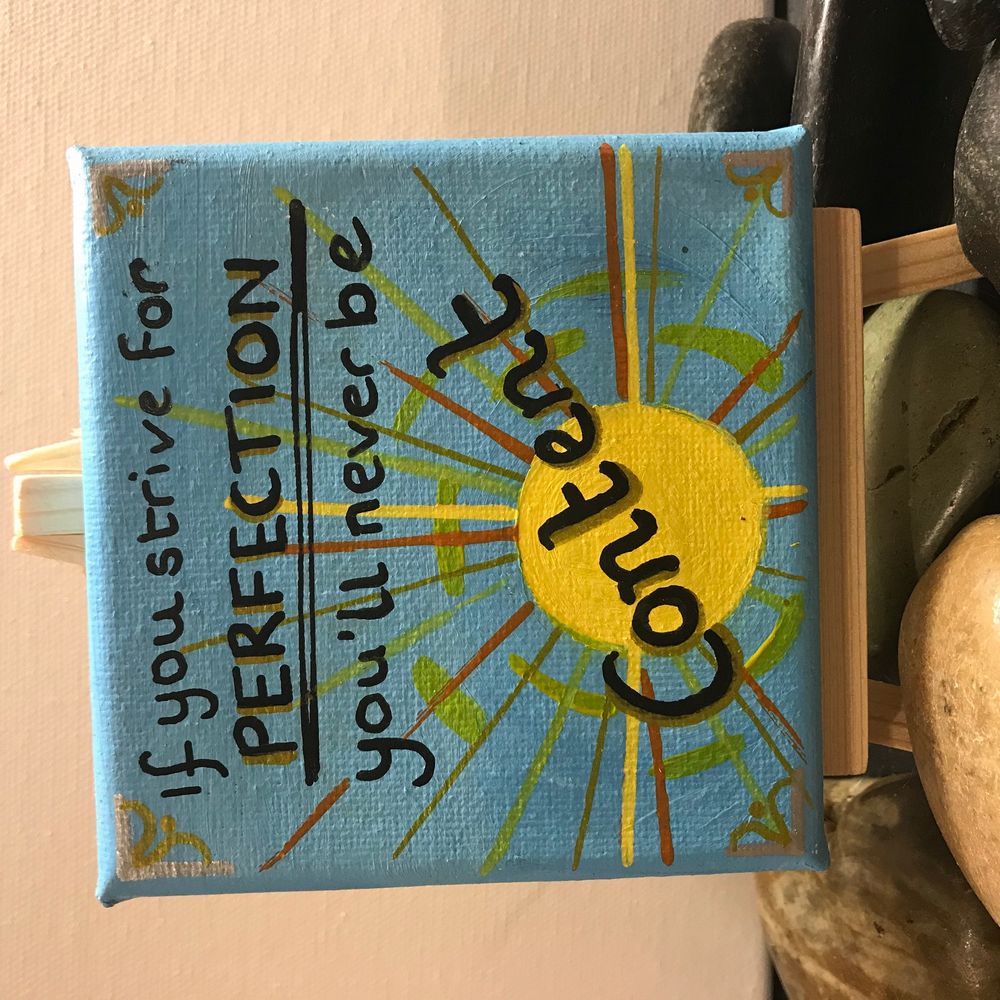 If you strive for
PERFECTION
you'll never be
Content